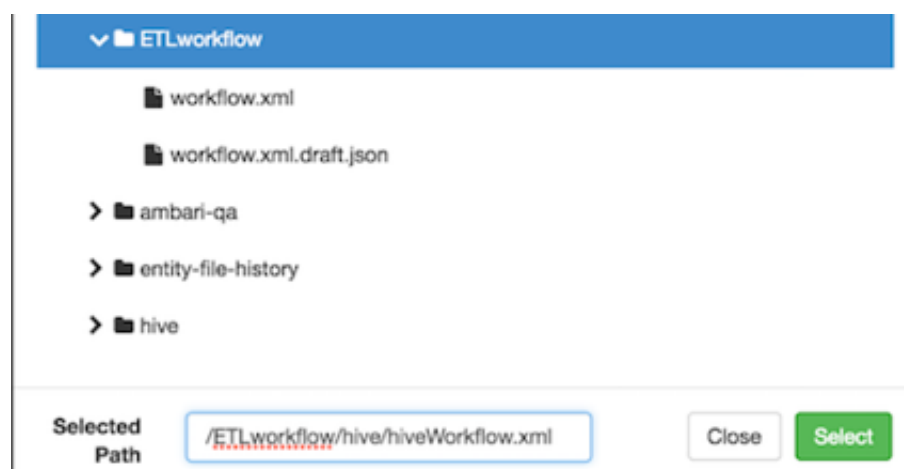 ETLworkflow
workflow.xml
workflow.xml.draft.json
ambari-qa
entity-file-history
hive
Selected
Path
/ETLworkflow/hive/hiveWorkflow.xml
Close
Select